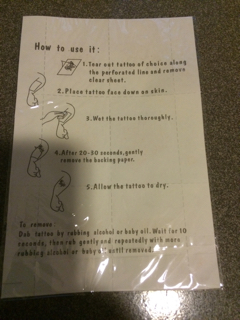 How to use it:
1. Tear out tattoo of choice along
the perforated line and remove
clear sheet.
2. Place tattoo face down on skin.
3. Wet the tattoo thoroughly.
4. After 20-30 seconds, gently
remove the backing paper.
5. Allow the tattoo to dry.
To remove
Dab tattoo by rubbing alcohol or baby oil. Wait for 10
seconds, then rub gently and repeatedly with more
rubbing alcohol or baby oil until removed.